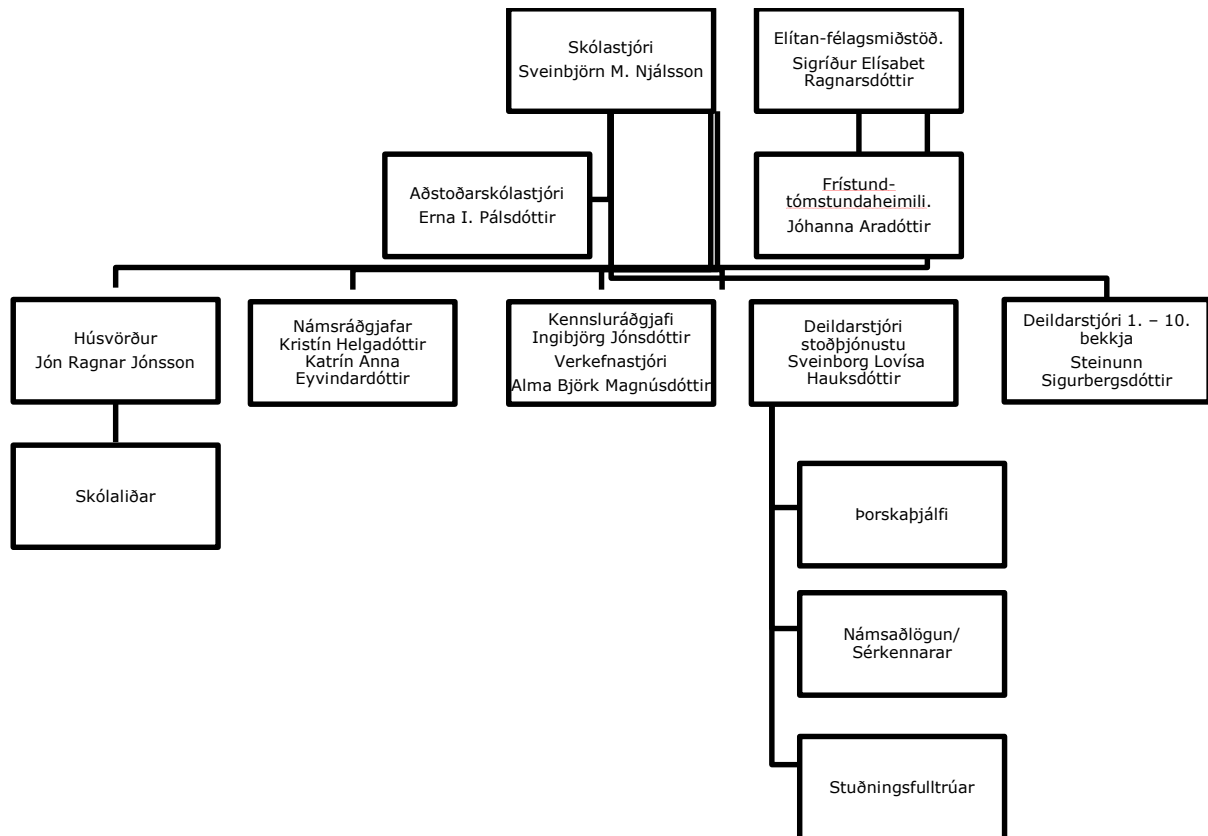 Skólastjóri
Sveinbjörn M. Njálsson
Elítan-félagsmiðstöð.
Sigríður Elísabet
Ragnarsdóttir
Aðstoðarskólastjóri
Erna I. Pálsdóttir
Frístund-
tómstundaheimili.
Jóhanna Aradóttir
Húsvörður
Jón Ragnar Jónsson
Námsráðgjafar
Kristín Helgadóttir
Katrín Anna
Eyvindardóttir
Kennsluráðgjafi
Ingibjörg Jónsdóttir
Verkefnastjóri
Alma Björk Magnúsdóttir
Deildarstjóri
stoðþjónustu
Sveinborg Lovísa
Hauksdóttir
Deildarstjóri 1. – 10.
bekkja
Steinunn
Sigurbergsdóttir
Skólaliðar
Þorskaþjálfi
Námsaðlögun/
Sérkennarar
Stuðningsfulltrúar